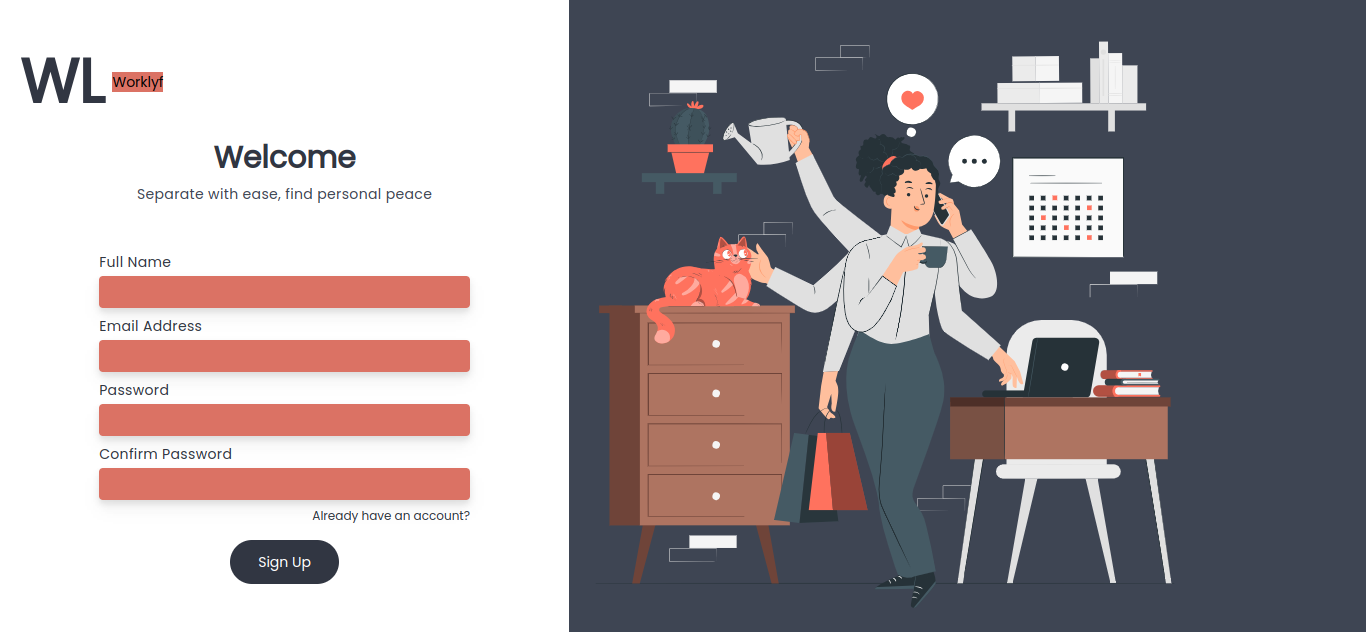 WL Worklyf
Welcome
Separate with ease, find personal peace
Full Name
Email Address
Password
Confirm Password
Already have an account?
Sign Up